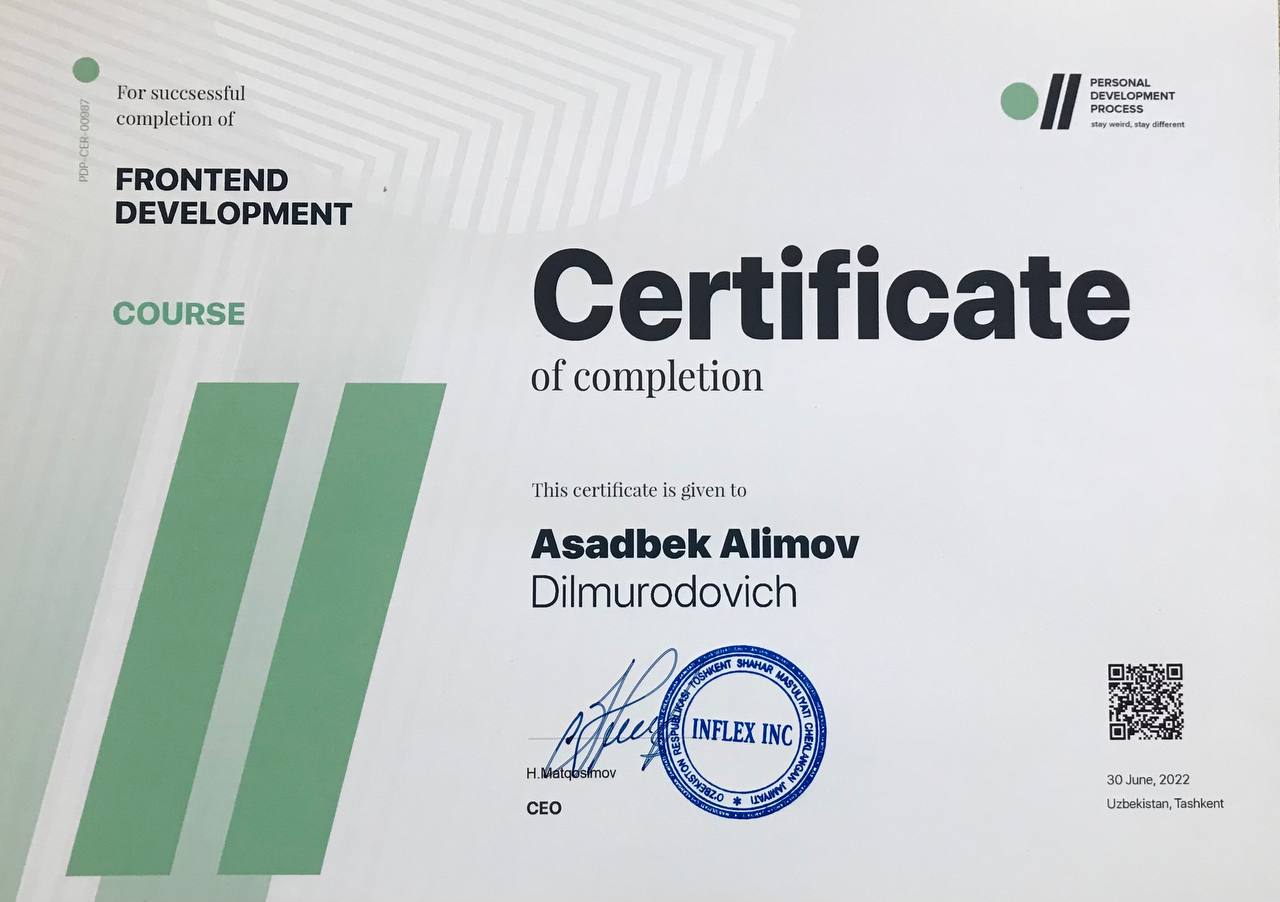 For succsesful
completion of
PDP-CER-00987
FRONTEND
DEVELOPMENT
COURSE
PERSONAL
DEVELOPMENT
PROCESS
stay weird, stay different
Certificate
of completion
This certificate is given to
Asadbek Alimov
Dilmurodovich
H.Matqosimov
CEO
O'ZBEKISTON RESPUBLIKASI TOSHKENT SHAHAR MAS'ULIYATI CHEKLANGAN JAMIYATI
INFLEX INC
30 June, 2022
Uzbekistan, Tashkent